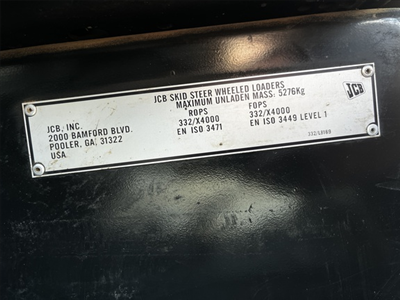 JCB SKID STEER WHEELED LOADERS
MAXIMUM UNLADEN MASS: 5276Kg
JCB
JCB, INC.
2000 BAMFORD BLVD.
POOLER, GA. 31322
USA
ROPS
332/X4000
EN ISO 3471
FOPS
332/X4000
EN ISO 3449 LEVEL 1